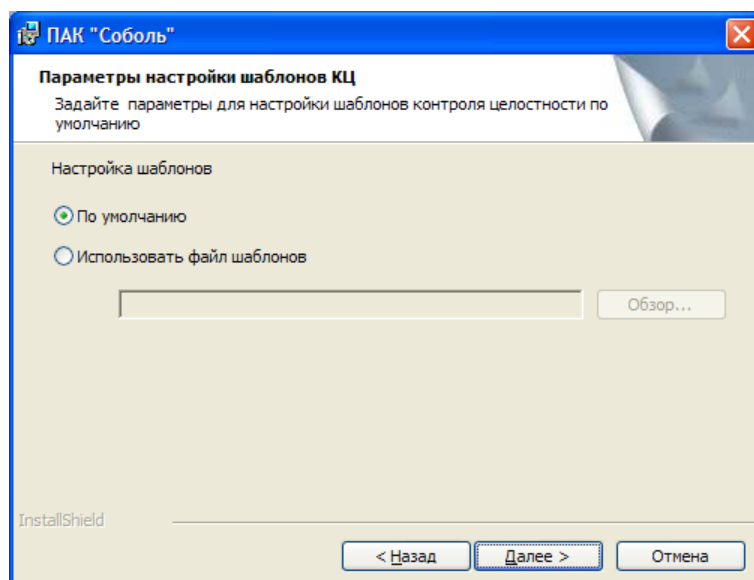 ПАК "Соболь"
Параметры настройки шаблонов КЦ
Задайте параметры для настройки шаблонов контроля целостности по
умолчанию
Настройка шаблонов
По умолчанию
Использовать файл шаблонов
Обзор...
InstallShield
< Назад
Далее >
Отмена